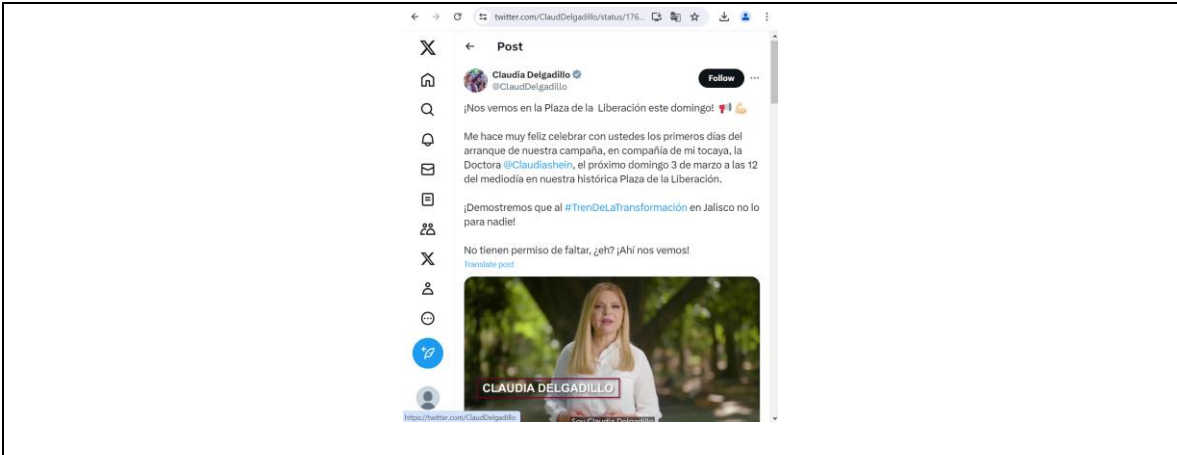 twitter.com/ClaudDelgadillo/status/176...
Post
Claudia Delgadillo
@ClaudDelgadillo
Follow
¡Nos vemos en la Plaza de la Liberación este domingo!
Me hace muy feliz celebrar con ustedes los primeros días del
arranque de nuestra campaña, en compañía de mi tocaya, la
Doctora @Claudiashein, el próximo domingo 3 de marzo a las 12
del mediodía en nuestra histórica Plaza de la Liberación.
¡Demostremos que al #TrenDeLaTransformación en Jalisco no lo
para nadie!
No tienen permiso de faltar, ¿eh? ¡Ahí nos vemos!
Translate post
CLAUDIA DELGADILLO
Soy Claudia Delgadillo
https://twitter.com/ClaudDelgadillo